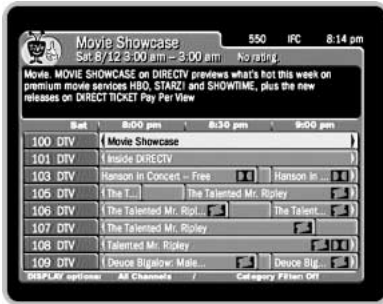 Movie Showcase
550 IFC 8:14 pm
Sat 8/12 3:00 am – 3:00 am No rating.
Movie. MOVIE SHOWCASE on DIRECTV previews what's hot this week on
premium movie services HBO, STARZ! and SHOWTIME, plus the new
releases on DIRECT TICKET Pay Per View
Sat 8:00 pm 8:30 pm 9:00 pm
100 DTV Movie Showcase
101 DTV Inside DIRECTV
103 DTV Hanson in Concert – Free Hanson in ...
105 DTV The T... The Talented Mr. Ripley
106 DTV The Talented Mr. Ripl... The Talent...
107 DTV The Talented Mr. Ripley
108 DTV Talented Mr. Ripley
109 DTV Deuce Bigalow: Male... Deuce Big...
DISPLAY options: All Channels / Category Filter: Off